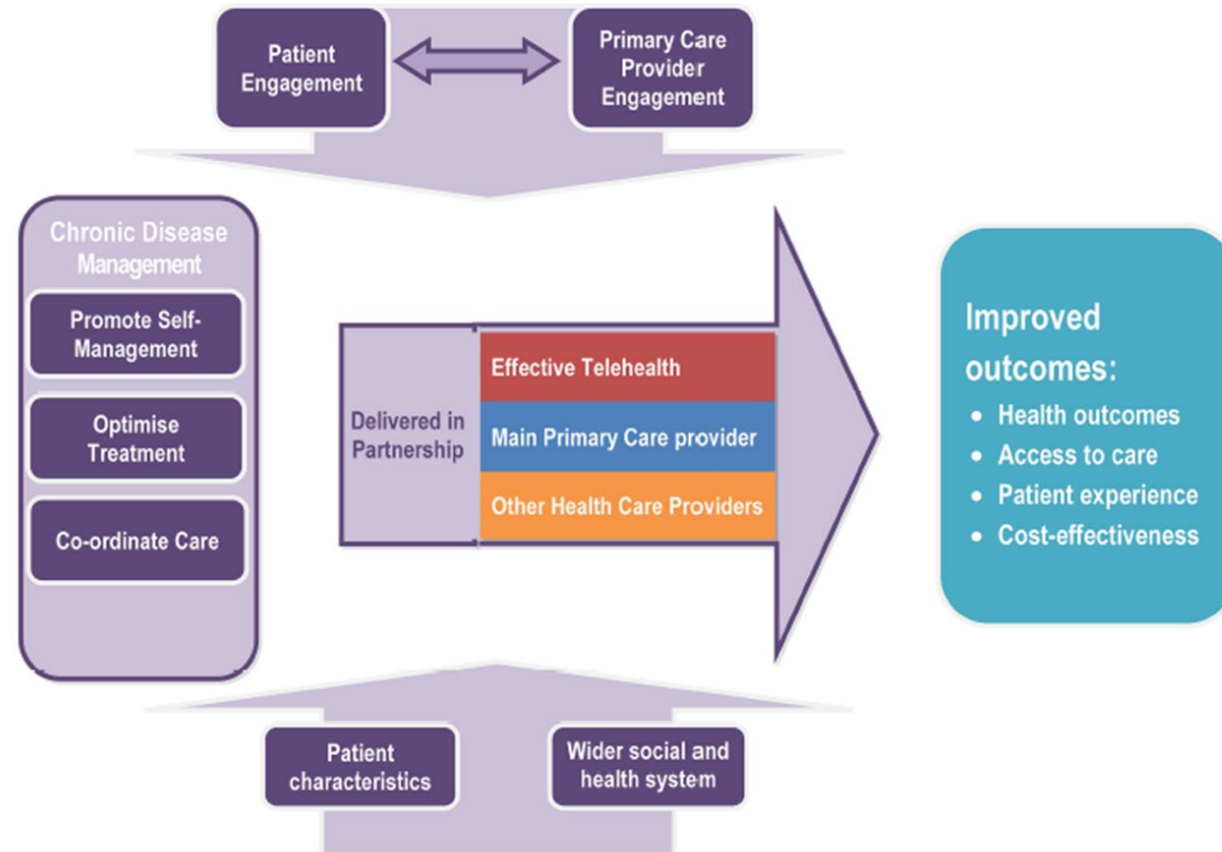 Patient
Engagement
Primary Care
Provider
Engagement
Chronic Disease
Management
Promote Self-
Management
Optimise
Treatment
Co-ordinate Care
Delivered in
Partnership
Effective Telehealth
Main Primary Care provider
Other Health Care Providers
Improved
outcomes:
• Health outcomes
• Access to care
• Patient experience
• Cost-effectiveness
Patient
characteristics
Wider social and
health system